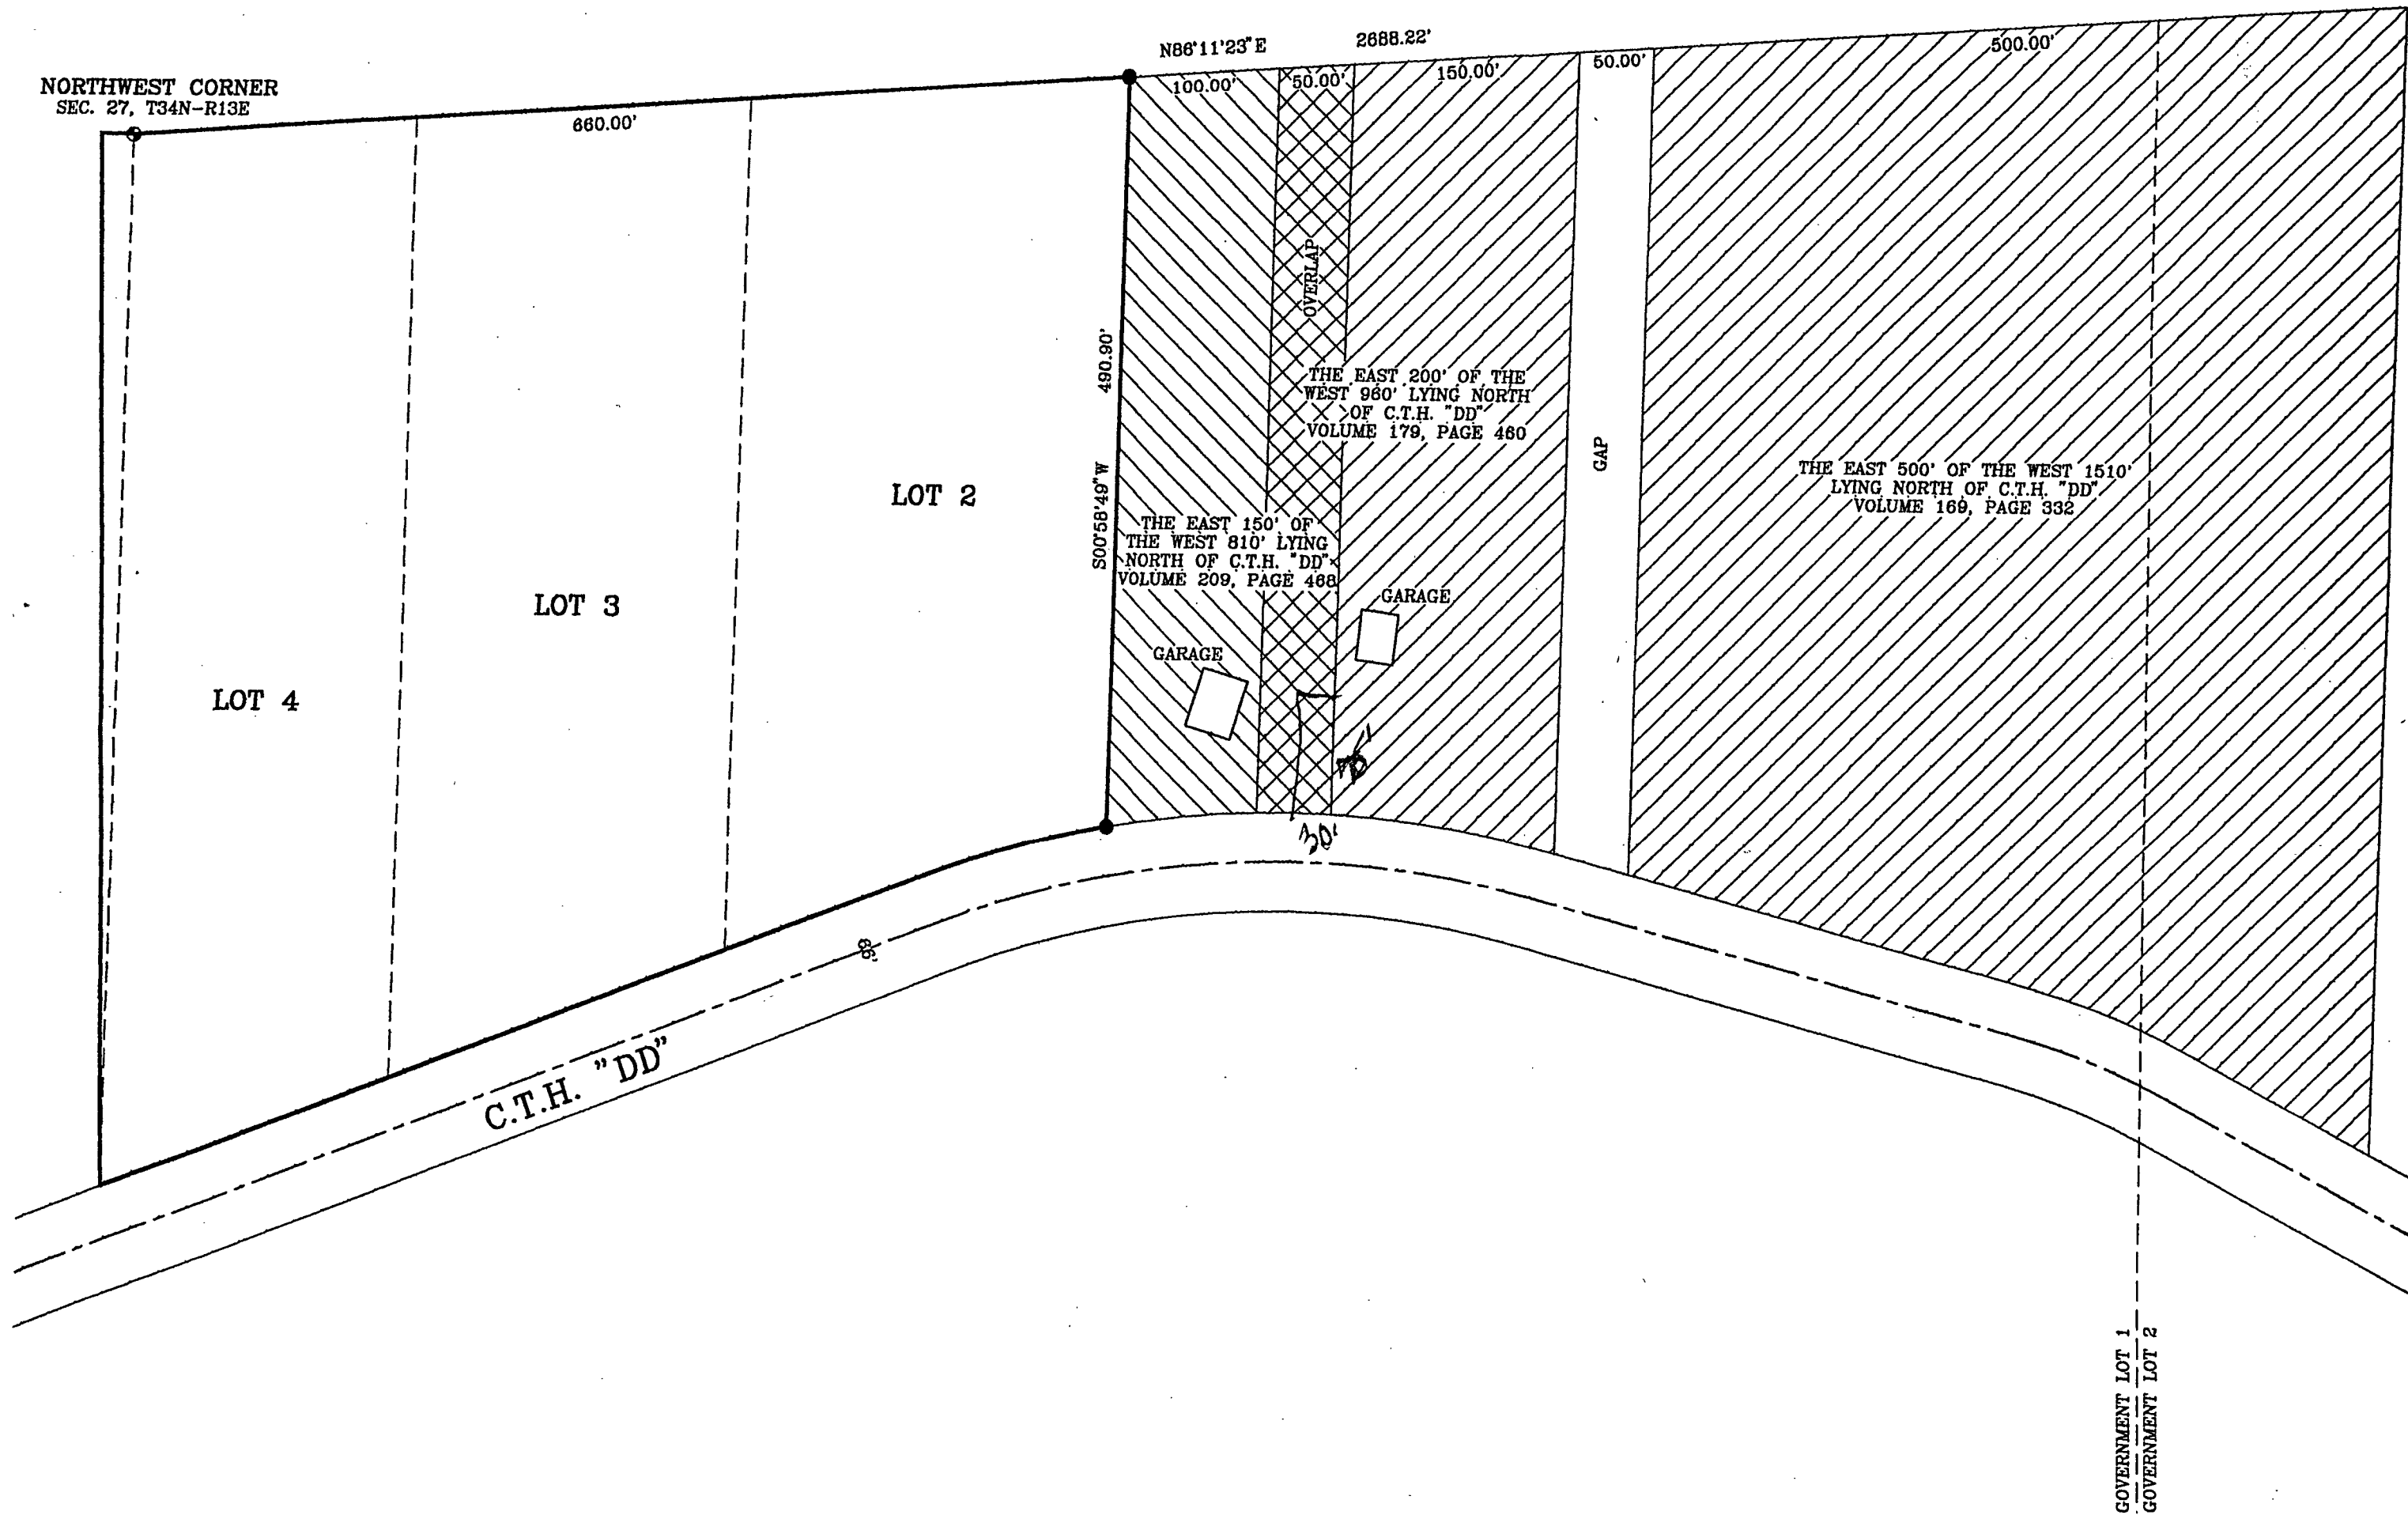 N86°11'23"E
2688.22'
NORTHWEST CORNER
SEC. 27, T34N-R13E
660.00'
100.00'
50.00'
150.00'
50.00'
500.00'
OVERLAP
490.90'
S00°58'49"W
THE EAST 200' OF THE
WEST 960' LYING NORTH
OF C.T.H. "DD"
VOLUME 179, PAGE 460
GAP
THE EAST 500' OF THE WEST 1510'
LYING NORTH OF C.T.H. "DD"
VOLUME 169, PAGE 332
LOT 2
THE EAST 150' OF
THE WEST 810' LYING
NORTH OF C.T.H. "DD"
VOLUME 209, PAGE 468
LOT 3
GARAGE
GARAGE
LOT 4
30'
66'
C.T.H. "DD"
GOVERNMENT LOT 1
GOVERNMENT LOT 2